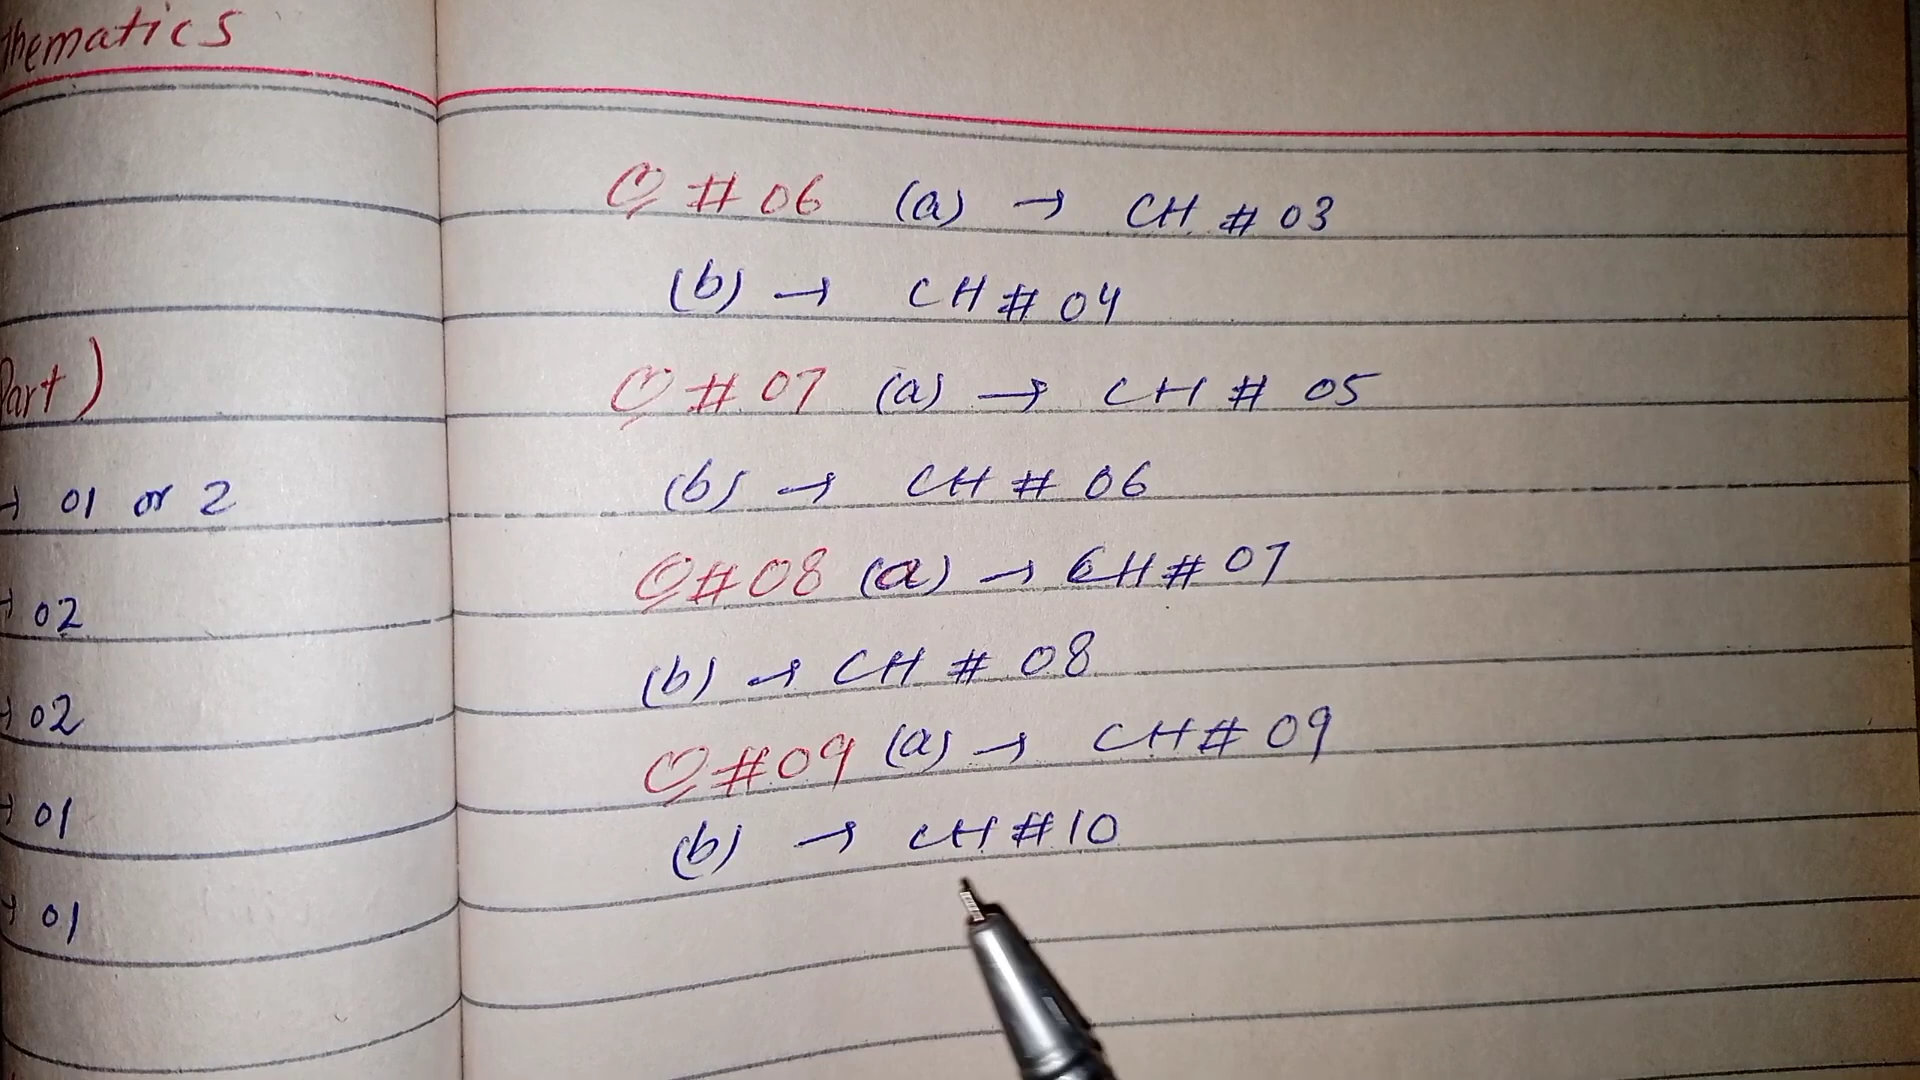 thematics
Part)
→ 01 or 2
→ 02
→ 02
→ 01
→ 01
Q # 06 (a) → CH # 03
(b) → CH # 04
Q # 07 (a) → CH # 05
(b) → CH # 06
Q # 08 (a) → CH # 07
(b) → CH # 08
Q # 09 (a) → CH # 09
(b) → CH # 10